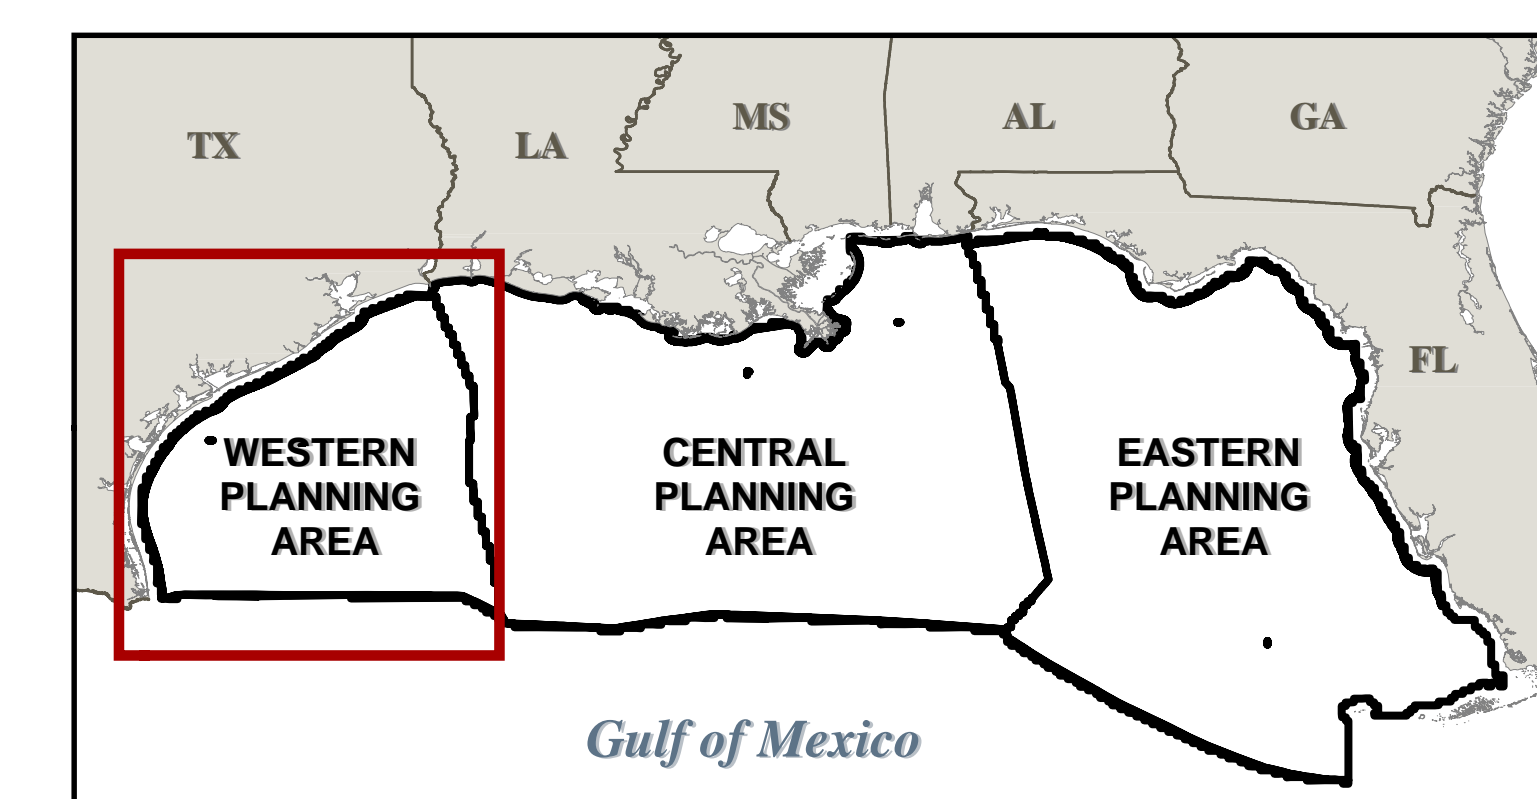 TX
LA
MS
AL
GA
FL
WESTERN
PLANNING
AREA
CENTRAL
PLANNING
AREA
EASTERN
PLANNING
AREA
Gulf of Mexico